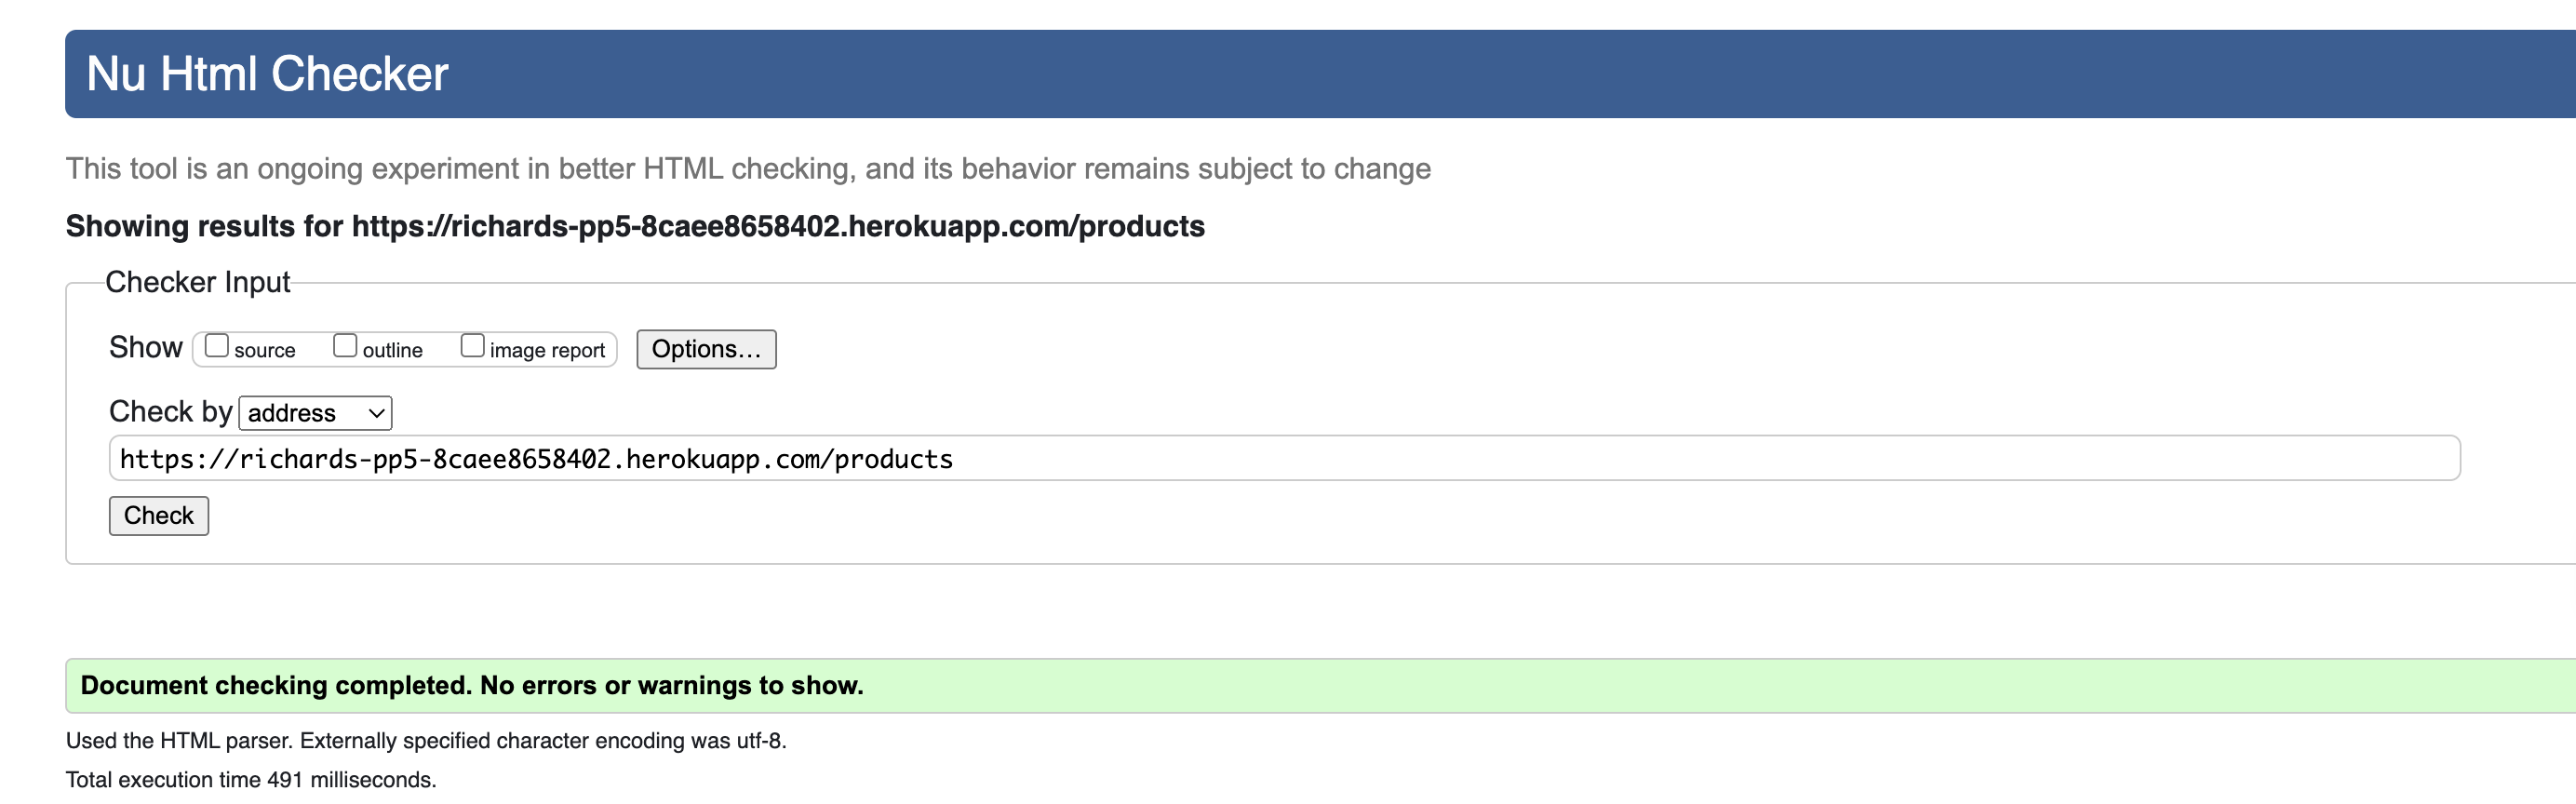 Nu Html Checker
This tool is an ongoing experiment in better HTML checking, and its behavior remains subject to change
Showing results for https://richards-pp5-8caee8658402.herokuapp.com/products
Checker Input
Show source outline image report Options…
Check by address
https://richards-pp5-8caee8658402.herokuapp.com/products
Check
Document checking completed. No errors or warnings to show.
Used the HTML parser. Externally specified character encoding was utf-8.
Total execution time 491 milliseconds.